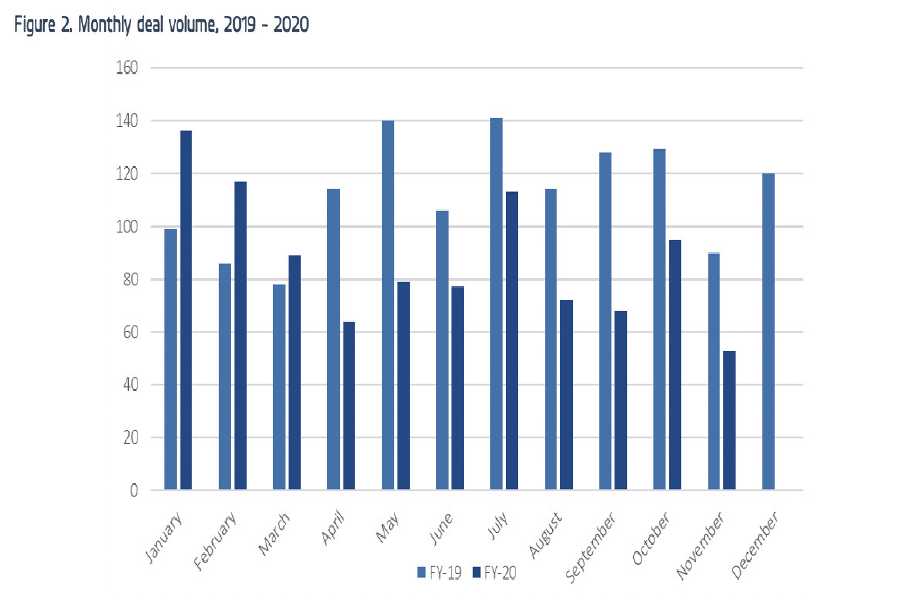 Figure 2. Monthly deal volume, 2019 - 2020
160
140
120
100
80
60
40
20
0
January
February
March
April
May
June
July
August
September
October
November
December
FY-19 FY-20